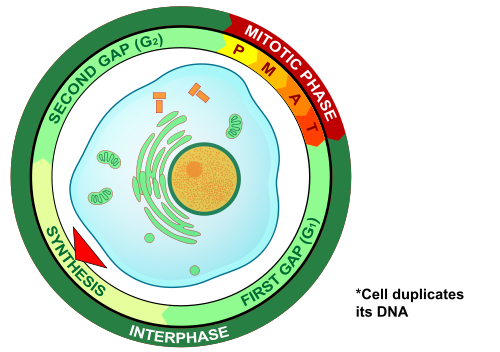 MITOTIC PHASE
P M A T
SECOND GAP (G₂)
SYNTHESIS
FIRST GAP (G₁)
INTERPHASE
*Cell duplicates
its DNA